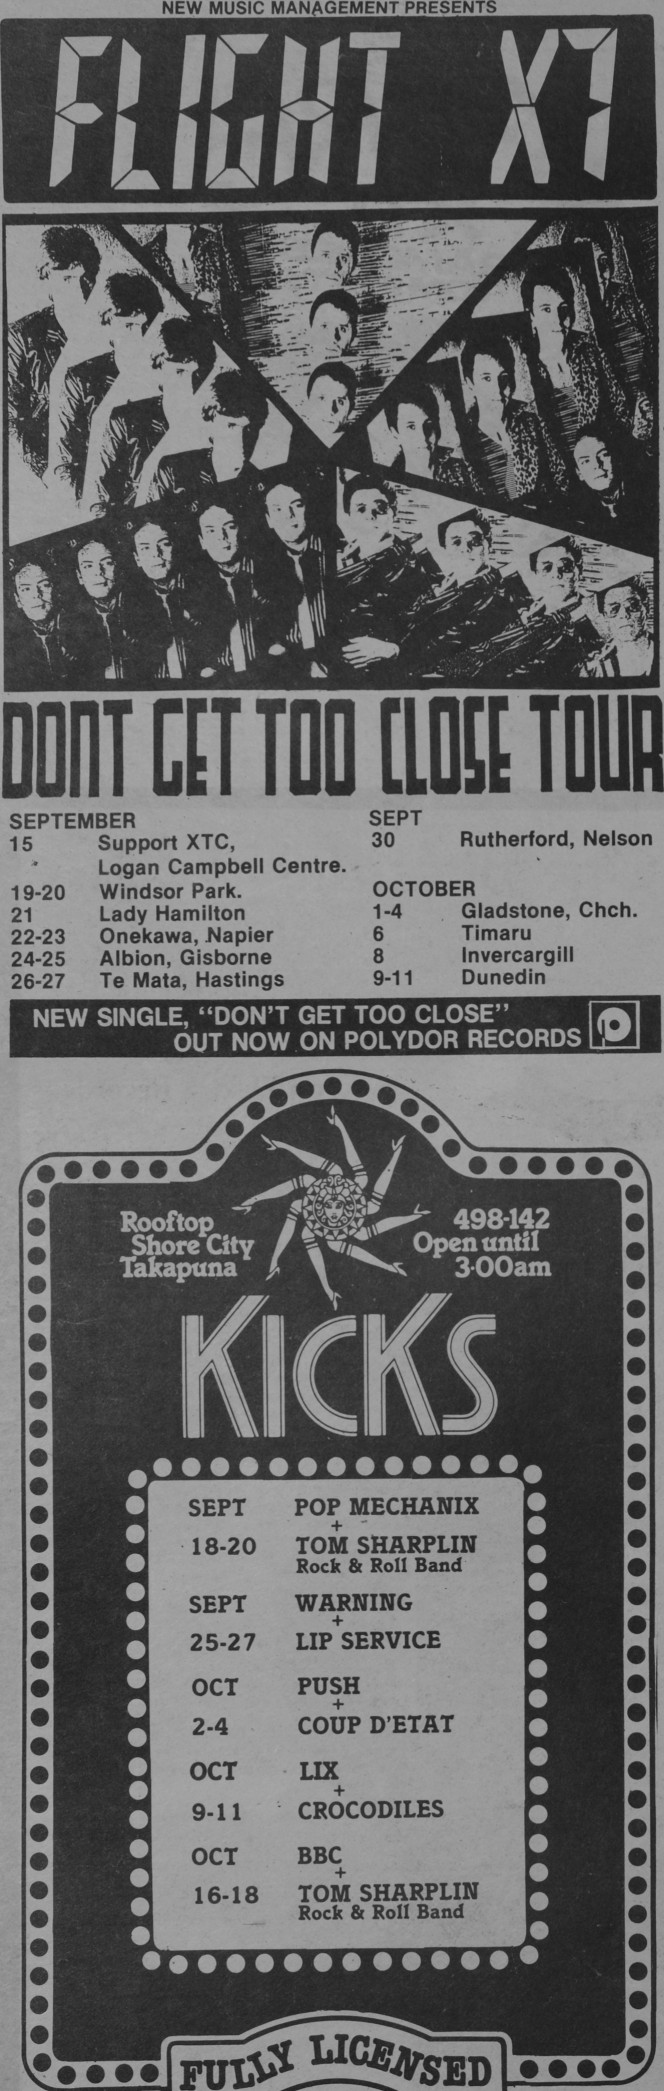 NEW MUSIC MANAGEMENT PRESENTS
FLIGHT X7
DONT GET TOO CLOSE TOUR
SEPTEMBER
15 Support XTC,
Logan Campbell Centre.
19-20 Windsor Park.
21 Lady Hamilton
22-23 Onekawa, Napier
24-25 Albion, Gisborne
26-27 Te Mata, Hastings
SEPT
30 Rutherford, Nelson
OCTOBER
1-4 Gladstone, Chch.
6 Timaru
8 Invercargill
9-11 Dunedin
NEW SINGLE, “DON’T GET TOO CLOSE”
OUT NOW ON POLYDOR RECORDS
Rooftop
Shore City
Takapuna
498-142
Open until
3·00am
KICKS
SEPT POP MECHANIX
+
18-20 TOM SHARPLIN
Rock & Roll Band
SEPT WARNING
+
25-27 LIP SERVICE
OCT PUSH
+
2-4 COUP D'ETAT
OCT LIX
+
9-11 CROCODILES
OCT BBC
+
16-18 TOM SHARPLIN
Rock & Roll Band
FULLY LICENSED